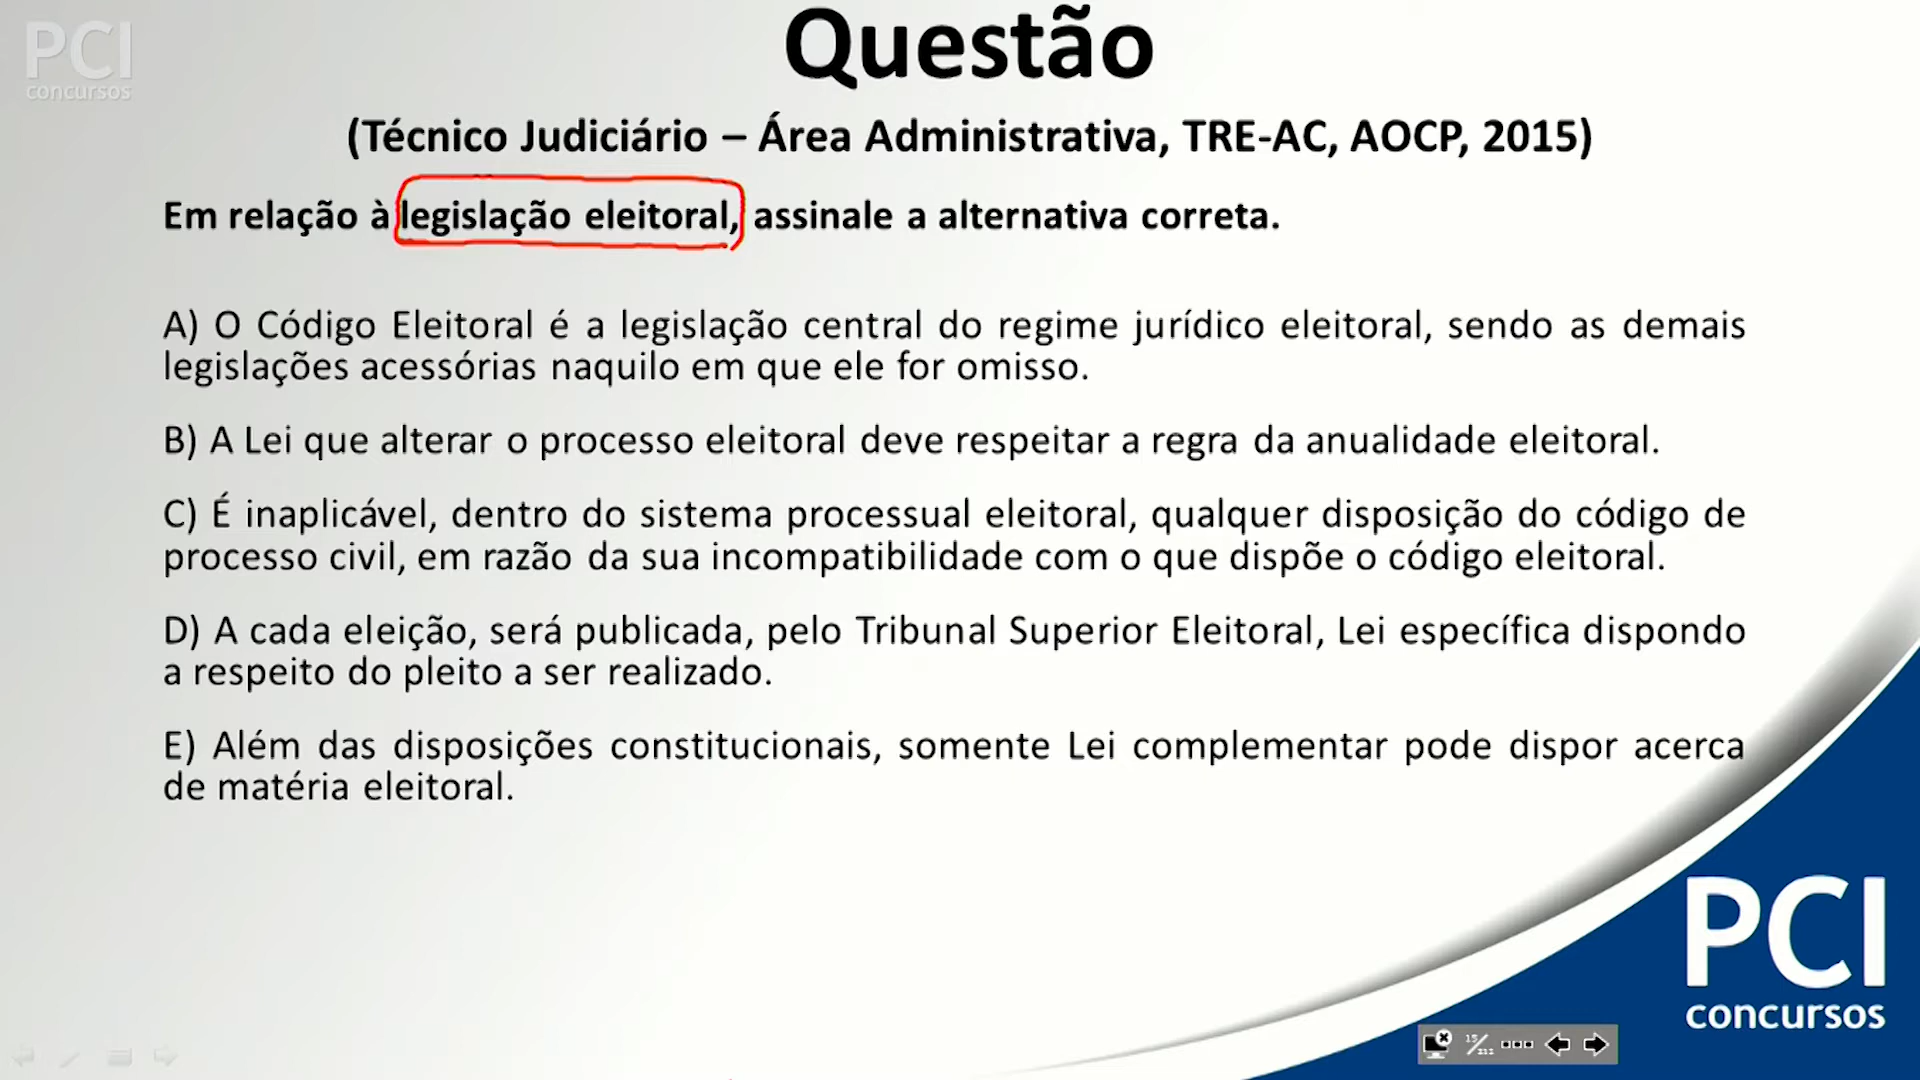 PCI
concursos
Questão
(Técnico Judiciário – Área Administrativa, TRE-AC, AOCP, 2015)
Em relação à legislação eleitoral, assinale a alternativa correta.
A) O Código Eleitoral é a legislação central do regime jurídico eleitoral, sendo as demais
legislações acessórias naquilo em que ele for omisso.
B) A Lei que alterar o processo eleitoral deve respeitar a regra da anualidade eleitoral.
C) É inaplicável, dentro do sistema processual eleitoral, qualquer disposição do código de
processo civil, em razão da sua incompatibilidade com o que dispõe o código eleitoral.
D) A cada eleição, será publicada, pelo Tribunal Superior Eleitoral, Lei específica dispondo
a respeito do pleito a ser realizado.
E) Além das disposições constitucionais, somente Lei complementar pode dispor acerca
de matéria eleitoral.
PCI
concursos